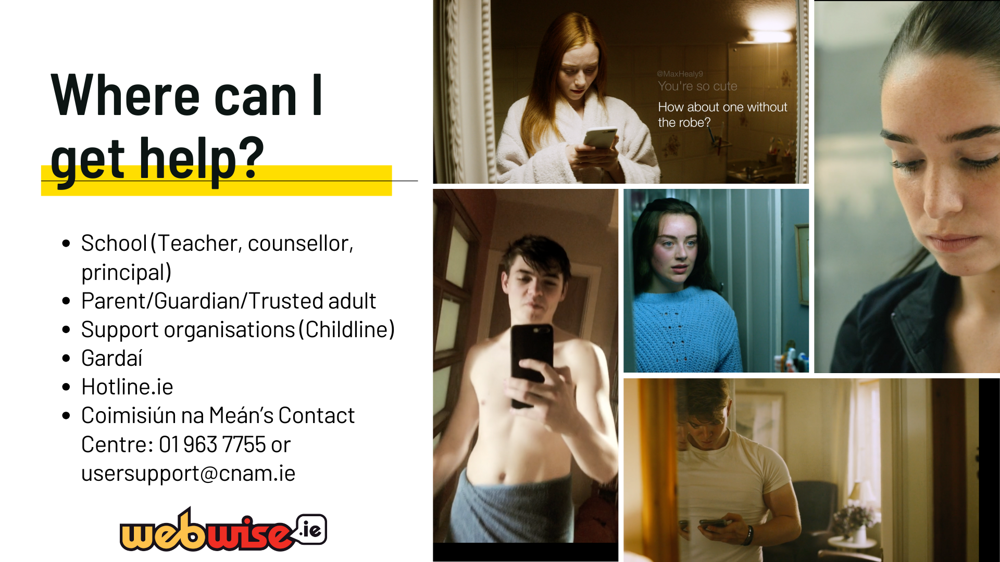 Where can I
get help?
• School (Teacher, counsellor,
principal)
• Parent/Guardian/Trusted adult
• Support organisations (Childline)
• Gardaí
• Hotline.ie
• Coimisiún na Meán’s Contact
Centre: 01 963 7755 or
usersupport@cnam.ie
webwise.ie
@MaxHealy9
You're so cute
How about one without
the robe?